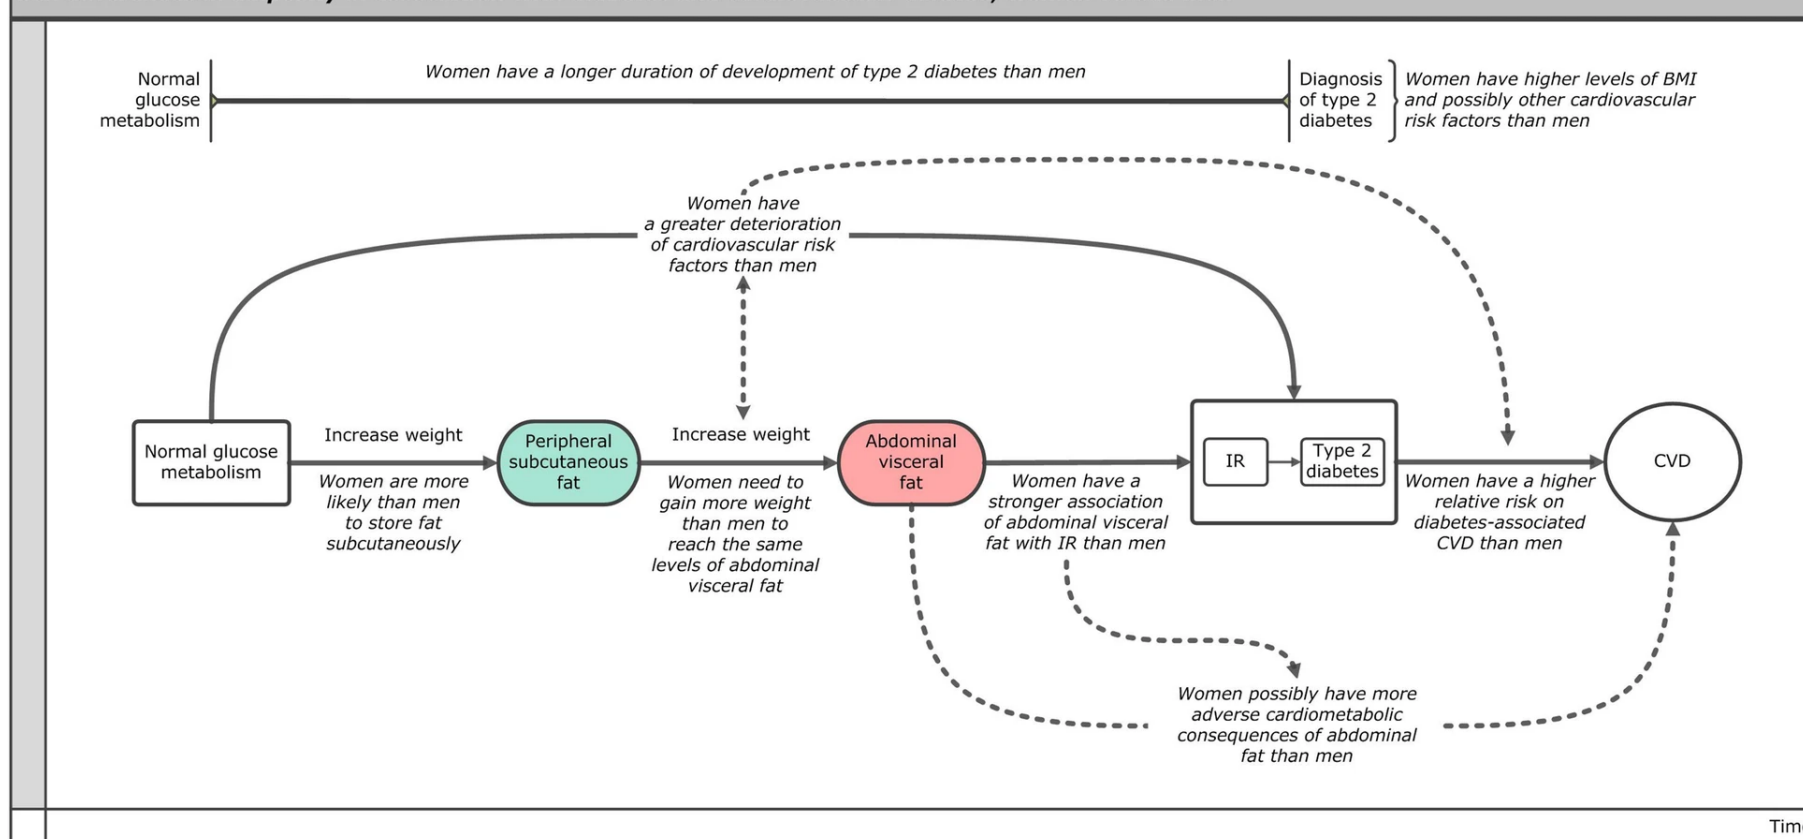 Women have a longer duration of development of type 2 diabetes than men
Normal
glucose
metabolism
Diagnosis
of type 2
diabetes
Women have higher levels of BMI
and possibly other cardiovascular
risk factors than men
Women have
a greater deterioration
of cardiovascular risk
factors than men
Normal glucose
metabolism
Increase weight
Women are more
likely than men
to store fat
subcutaneously
Peripheral
subcutaneous
fat
Increase weight
Women need to
gain more weight
than men to
reach the same
levels of abdominal
visceral fat
Abdominal
visceral
fat
Women have a
stronger association
of abdominal visceral
fat with IR than men
IR
Type 2
diabetes
Women have a higher
relative risk on
diabetes-associated
CVD than men
CVD
Women possibly have more
adverse cardiometabolic
consequences of abdominal
fat than men